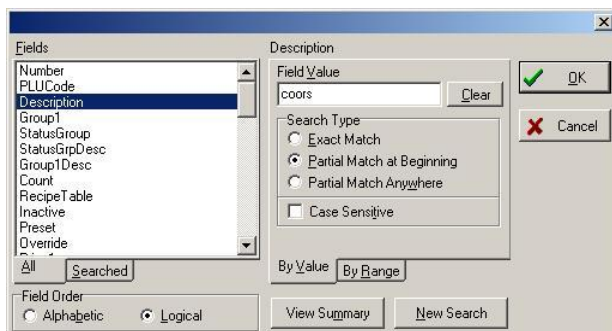 Fields
Number
PLUCode
Description
Group1
StatusGroup
StatusGrpDesc
Group1Desc
Count
RecipeTable
Inactive
Preset
Override
All
Searched
Field Order
Alphabetic
Logical
Description
Field Value
coors
Clear
Search Type
Exact Match
Partial Match at Beginning
Partial Match Anywhere
Case Sensitive
By Value
By Range
View Summary
New Search
OK
Cancel